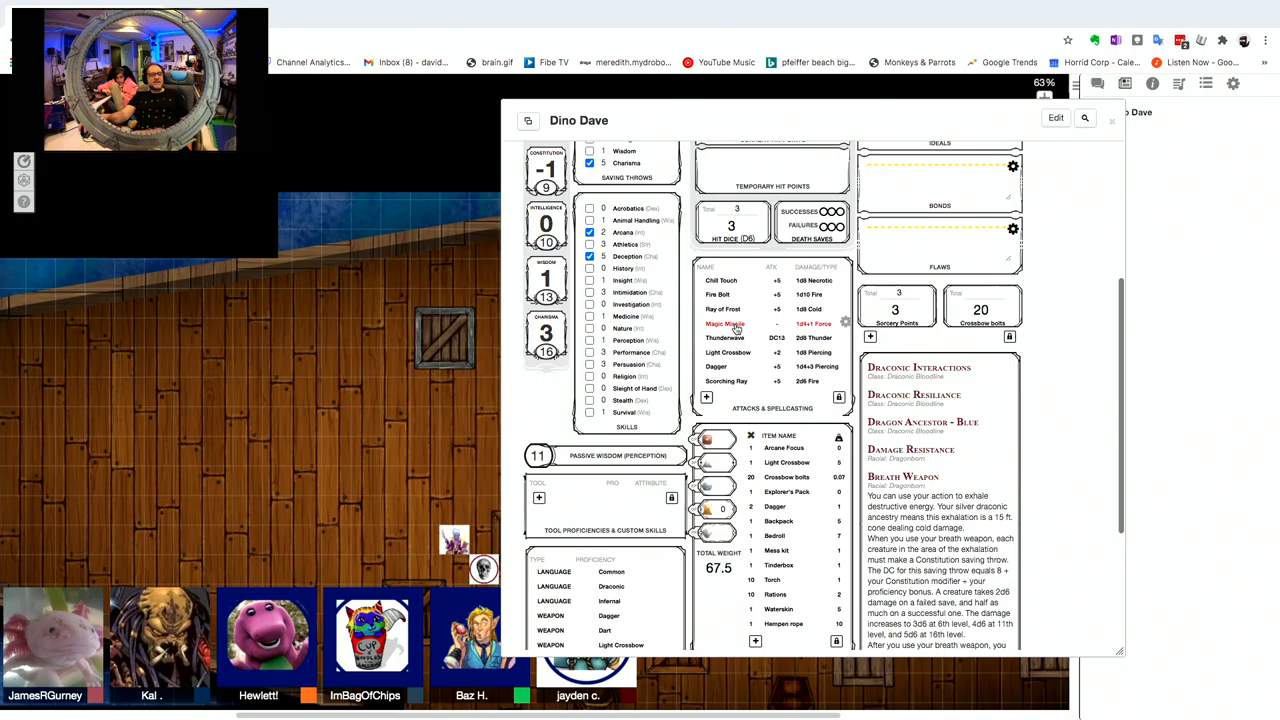 Channel Analytics...
Inbox (8) - david...
brain.gif
Fibe TV
meredith.mydrobo...
YouTube Music
pfeiffer beach big...
Monkeys & Parrots
Google Trends
Horrid Corp - Cale...
Listen Now - Goo...
63%
Dino Dave
Edit
o Dave
CONSTITUTION
-1
9
INTELLIGENCE
0
10
WISDOM
1
13
CHARISMA
3
16
1 Wisdom
5 Charisma
SAVING THROWS
0 Acrobatics (Dex)
1 Animal Handling (Wis)
2 Arcana (Int)
3 Athletics (Str)
5 Deception (Cha)
0 History (Int)
1 Insight (Wis)
3 Intimidation (Cha)
0 Investigation (Int)
1 Medicine (Wis)
0 Nature (Int)
1 Perception (Wis)
3 Performance (Cha)
3 Persuasion (Cha)
0 Religion (Int)
0 Sleight of Hand (Dex)
0 Stealth (Dex)
1 Survival (Wis)
SKILLS
11 PASSIVE WISDOM (PERCEPTION)
TOOL PRO ATTRIBUTE
TOOL PROFICIENCIES & CUSTOM SKILLS
TYPE PROFICIENCY
LANGUAGE Common
LANGUAGE Draconic
LANGUAGE Infernal
WEAPON Dagger
WEAPON Dart
WEAPON Light Crossbow
TEMPORARY HIT POINTS
Total 3
3
HIT DICE (D6)
SUCCESSES
FAILURES
DEATH SAVES
NAME ATK DAMAGE/TYPE
Chill Touch +5 1d8 Necrotic
Fire Bolt +5 1d10 Fire
Ray of Frost +5 1d8 Cold
Magic Missile - 1d4+1 Force
Thunderwave DC13 2d8 Thunder
Light Crossbow +2 1d8 Piercing
Dagger +5 1d4+3 Piercing
Scorching Ray +5 2d6 Fire
ATTACKS & SPELLCASTING
ITEM NAME
1 Arcane Focus 0
1 Light Crossbow 5
20 Crossbow bolts 0.07
1 Explorer's Pack 0
2 Dagger 1
1 Backpack 5
1 Bedroll 7
1 Mess kit 1
1 Tinderbox 1
10 Torch 1
10 Rations 2
1 Waterskin 5
1 Hempen rope 10
0
TOTAL WEIGHT
67.5
IDEALS
BONDS
FLAWS
Total 3
3
Sorcery Points
Total
20
Crossbow bolts
DRACONIC INTERACTIONS
Class: Draconic Bloodline
DRACONIC RESILIANCE
Class: Draconic Bloodline
DRAGON ANCESTOR - BLUE
Class: Draconic Bloodline
DAMAGE RESISTANCE
Racial: Dragonborn
BREATH WEAPON
Racial: Dragonborn
You can use your action to exhale
destructive energy. Your silver draconic
ancestry means this exhalation is a 15 ft.
cone dealing cold damage.
When you use your breath weapon, each
creature in the area of the exhalation
must make a Constitution saving throw.
The DC for this saving throw equals 8 +
your Constitution modifier + your
proficiency bonus. A creature takes 2d6
damage on a failed save, and half as
much on a successful one. The damage
increases to 3d6 at 6th level, 4d6 at 11th
level, and 5d6 at 16th level.
After you use your breath weapon, you
CUP
JamesRGurney
Kal .
Hewlett!
ImBagOfChips
Baz H.
jayden c.